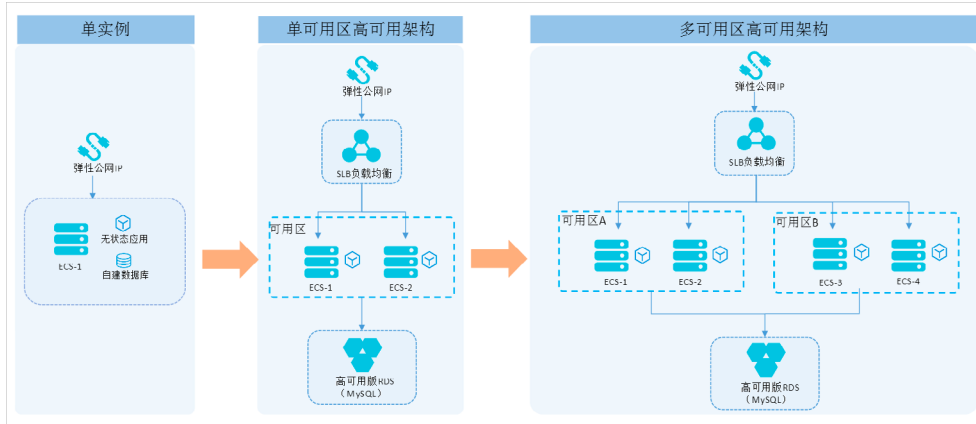 单实例
弹性公网IP
ECS-1
无状态应用
自建数据库
单可用区高可用架构
弹性公网IP
SLB负载均衡
可用区
ECS-1
ECS-2
高可用版RDS
（MySQL）
多可用区高可用架构
弹性公网IP
SLB负载均衡
可用区A
ECS-1
ECS-2
可用区B
ECS-3
ECS-4
高可用版RDS
（MySQL）